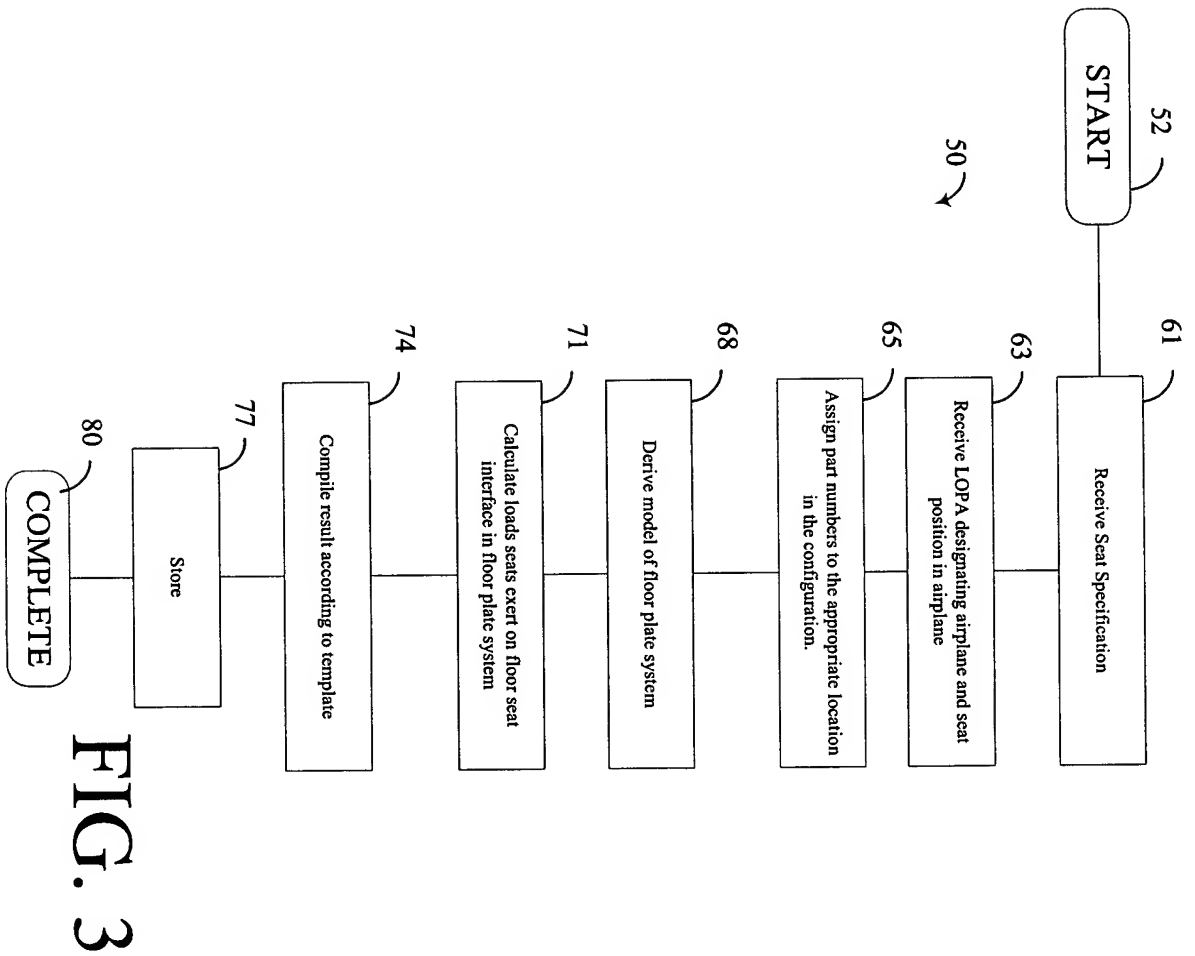 52
START
50
61
Receive Seat Specification
63
Receive LOPA designating airplane and seat
position in airplane
65
Assign part numbers to the appropriate location
in the configuration.
68
Derive model of floor plate system
71
Calculate loads seats exert on floor seat
interface in floor plate system
74
Compile result according to template
77
Store
80
COMPLETE
FIG. 3